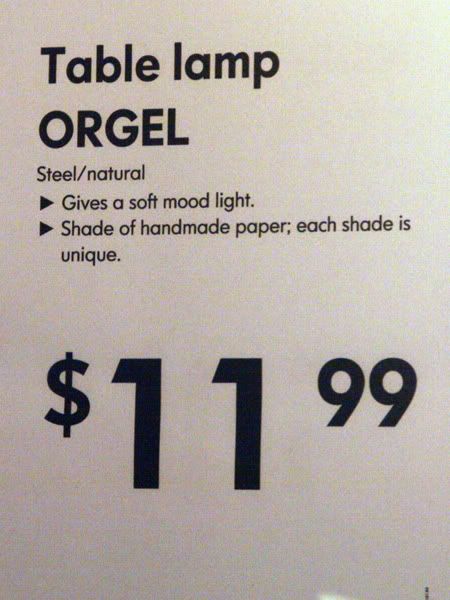 Table lamp
ORGEL
Steel/natural
▶ Gives a soft mood light.
▶ Shade of handmade paper; each shade is
unique.
$11 99